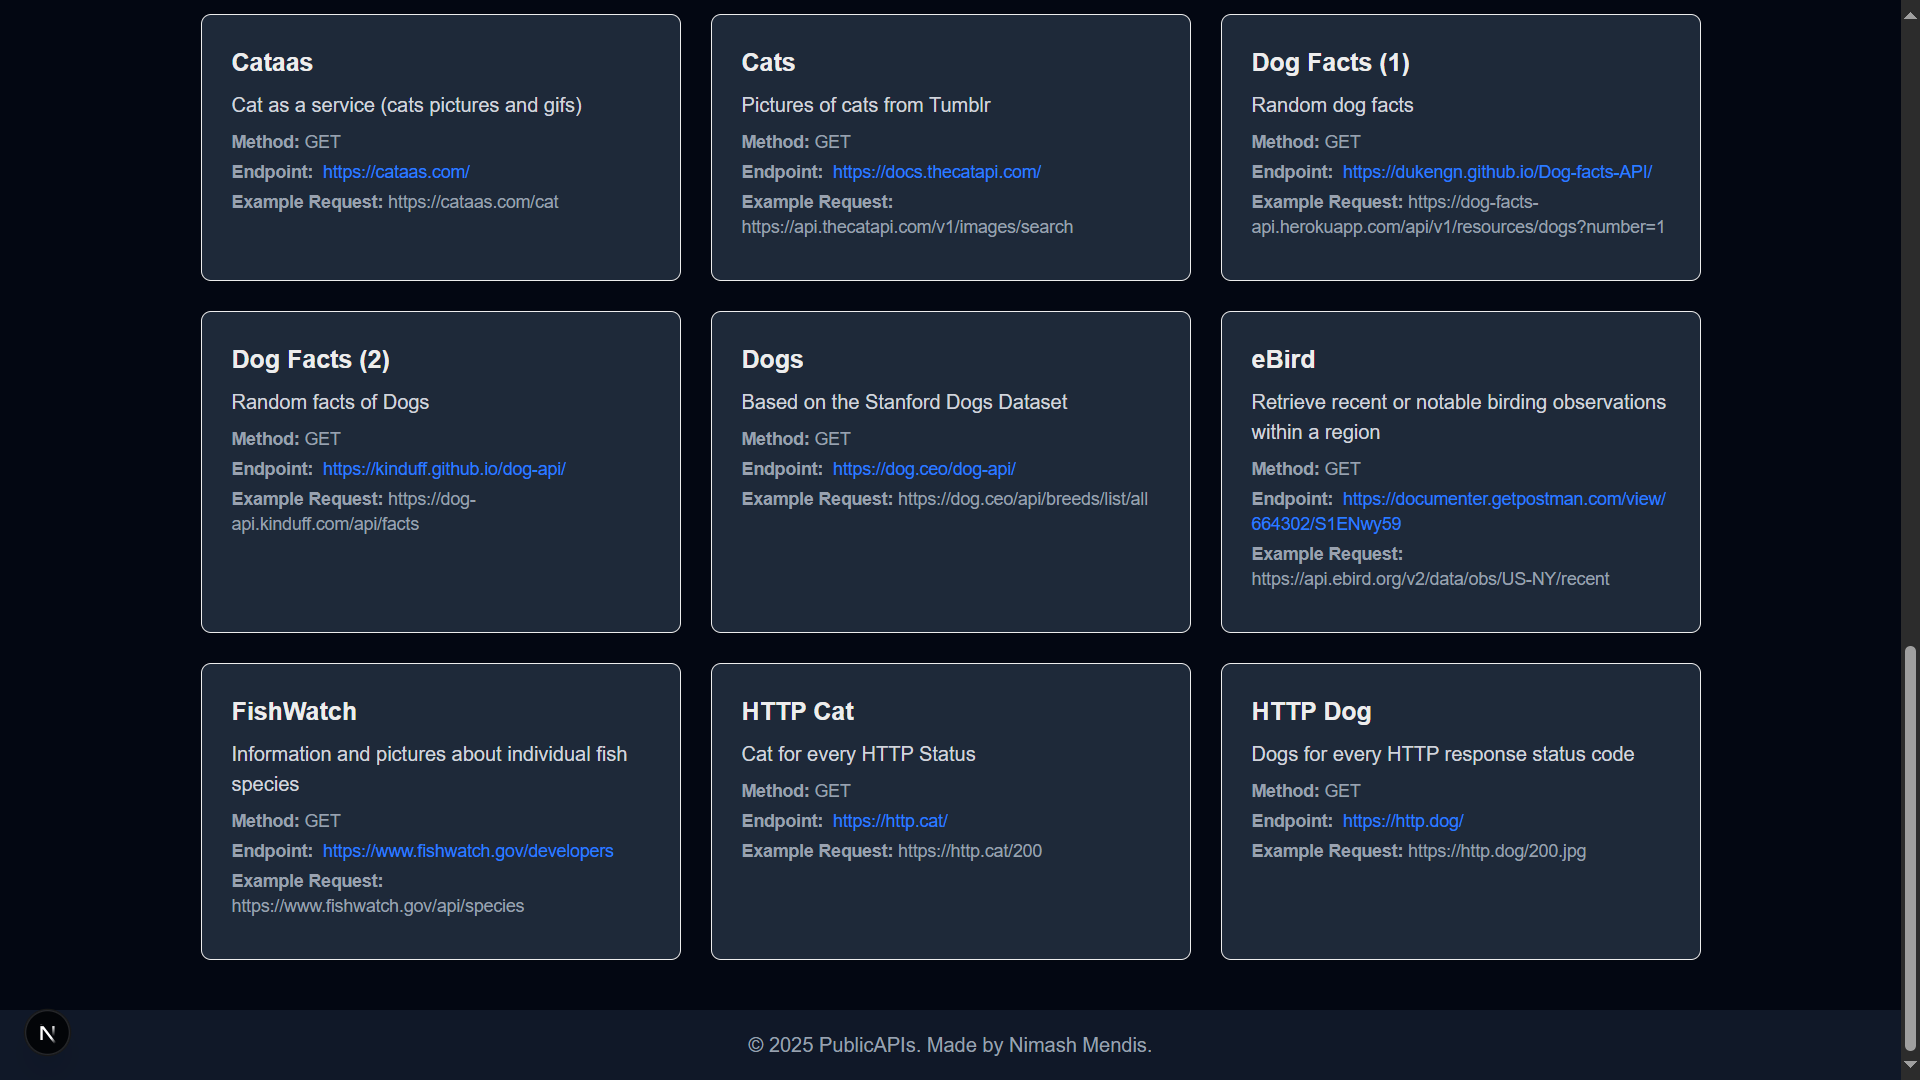 Cataas
Cat as a service (cats pictures and gifs)
Method: GET
Endpoint: https://cataas.com/
Example Request: https://cataas.com/cat
Cats
Pictures of cats from Tumblr
Method: GET
Endpoint: https://docs.thecatapi.com/
Example Request:
https://api.thecatapi.com/v1/images/search
Dog Facts (1)
Random dog facts
Method: GET
Endpoint: https://dukengn.github.io/Dog-facts-API/
Example Request: https://dog-facts-
api.herokuapp.com/api/v1/resources/dogs?number=1
Dog Facts (2)
Random facts of Dogs
Method: GET
Endpoint: https://kinduff.github.io/dog-api/
Example Request: https://dog-
api.kinduff.com/api/facts
Dogs
Based on the Stanford Dogs Dataset
Method: GET
Endpoint: https://dog.ceo/dog-api/
Example Request: https://dog.ceo/api/breeds/list/all
eBird
Retrieve recent or notable birding observations
within a region
Method: GET
Endpoint: https://documenter.getpostman.com/view/
664302/S1ENwy59
Example Request:
https://api.ebird.org/v2/data/obs/US-NY/recent
FishWatch
Information and pictures about individual fish
species
Method: GET
Endpoint: https://www.fishwatch.gov/developers
Example Request:
https://www.fishwatch.gov/api/species
HTTP Cat
Cat for every HTTP Status
Method: GET
Endpoint: https://http.cat/
Example Request: https://http.cat/200
HTTP Dog
Dogs for every HTTP response status code
Method: GET
Endpoint: https://http.dog/
Example Request: https://http.dog/200.jpg
N
© 2025 PublicAPIs. Made by Nimash Mendis.